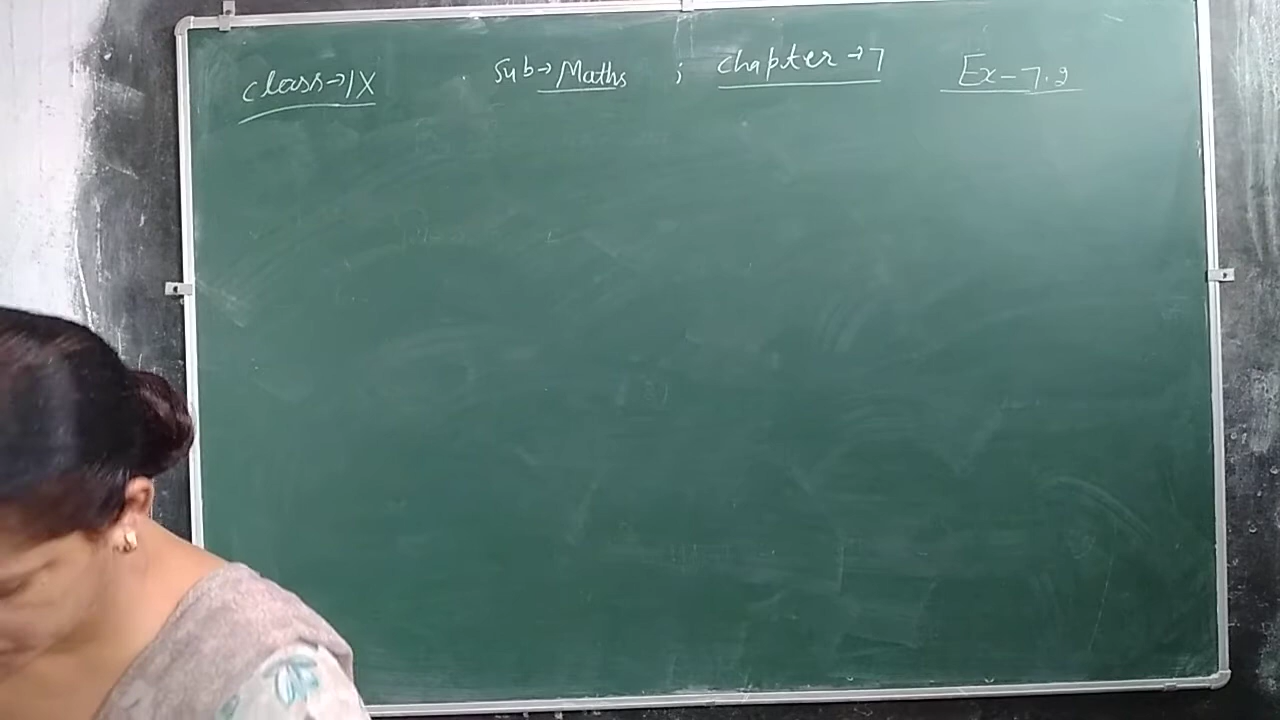 class→IX sub→Maths ; chapter→7 Ex-7.2